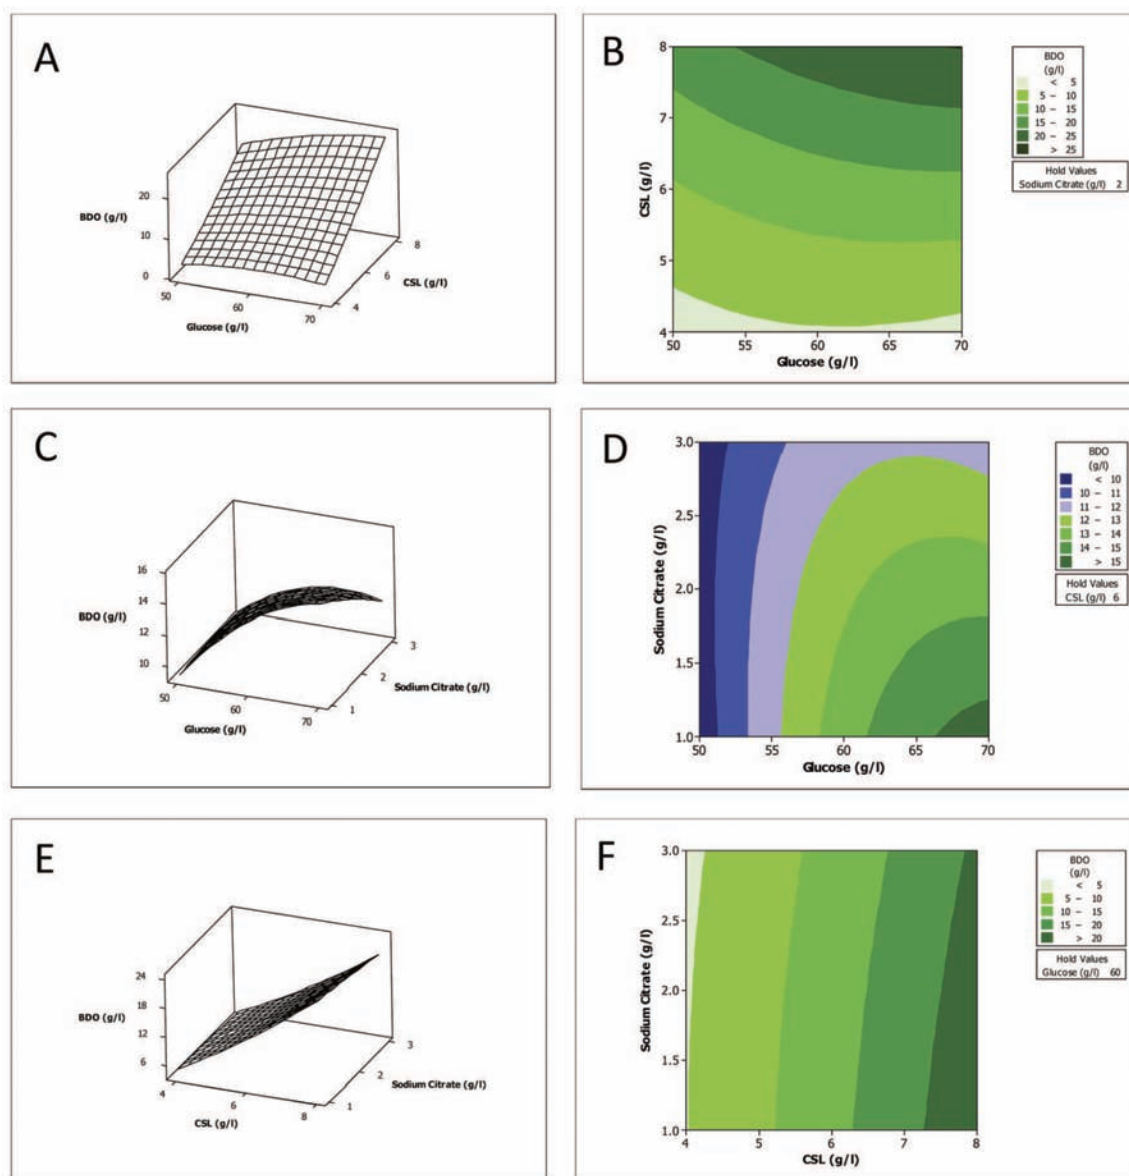 A
BDO (g/l)
20
10
0
50
60
70
Glucose (g/l)
4
6
8
CSL (g/l)
B
CSL (g/l)
8
7
6
5
4
50 55 60 65 70
Glucose (g/l)
BDO
(g/l)
< 5
5 – 10
10 – 15
15 – 20
20 – 25
> 25
Hold Values
Sodium Citrate (g/l) 2
C
BDO (g/l)
16
14
12
10
50
60
70
Glucose (g/l)
1
2
3
Sodium Citrate (g/l)
D
Sodium Citrate (g/l)
3.0
2.5
2.0
1.5
1.0
50 55 60 65 70
Glucose (g/l)
BDO
(g/l)
< 10
10 – 11
11 – 12
12 – 13
13 – 14
14 – 15
> 15
Hold Values
CSL (g/l) 6
E
BDO (g/l)
24
18
12
6
4
6
8
CSL (g/l)
1
2
3
Sodium Citrate (g/l)
F
Sodium Citrate (g/l)
3.0
2.5
2.0
1.5
1.0
4 5 6 7 8
CSL (g/l)
BDO
(g/l)
< 5
5 – 10
10 – 15
15 – 20
> 20
Hold Values
Glucose (g/l) 60